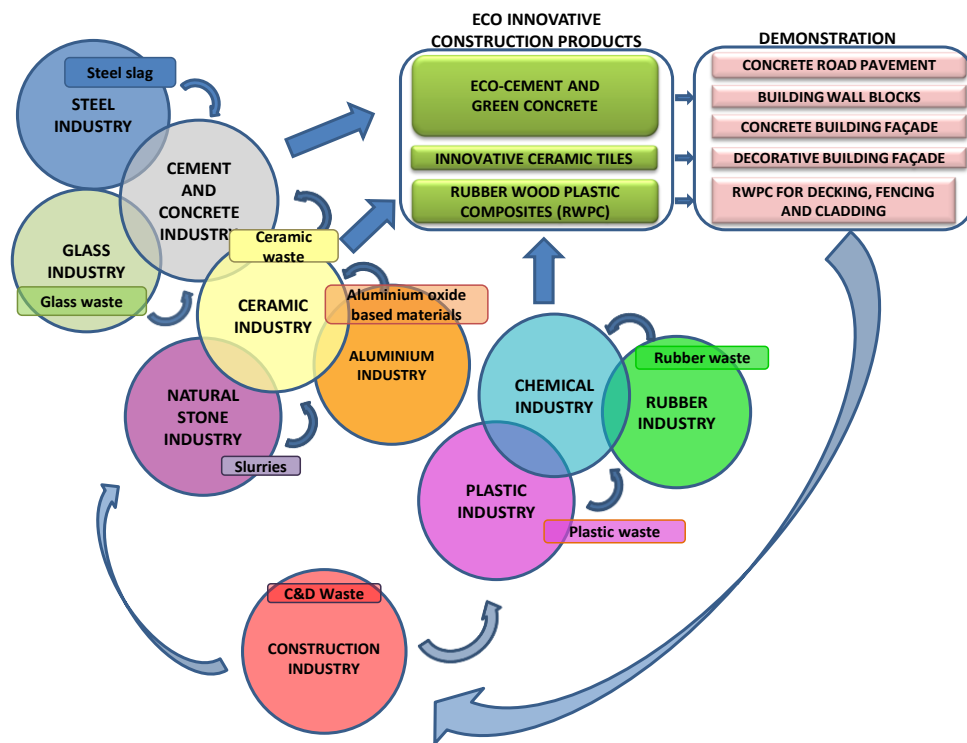 ECO INNOVATIVE
CONSTRUCTION PRODUCTS
DEMONSTRATION
ECO-CEMENT AND
GREEN CONCRETE
INNOVATIVE CERAMIC TILES
RUBBER WOOD PLASTIC
COMPOSITES (RWPC)
CONCRETE ROAD PAVEMENT
BUILDING WALL BLOCKS
CONCRETE BUILDING FAÇADE
DECORATIVE BUILDING FAÇADE
RWPC FOR DECKING, FENCING
AND CLADDING
Steel slag
STEEL
INDUSTRY
CEMENT
AND
CONCRETE
INDUSTRY
GLASS
INDUSTRY
Glass waste
Ceramic
waste
CERAMIC
INDUSTRY
Aluminium oxide
based materials
ALUMINIUM
INDUSTRY
NATURAL
STONE
INDUSTRY
Slurries
CHEMICAL
INDUSTRY
Rubber waste
RUBBER
INDUSTRY
PLASTIC
INDUSTRY
Plastic waste
C&D Waste
CONSTRUCTION
INDUSTRY